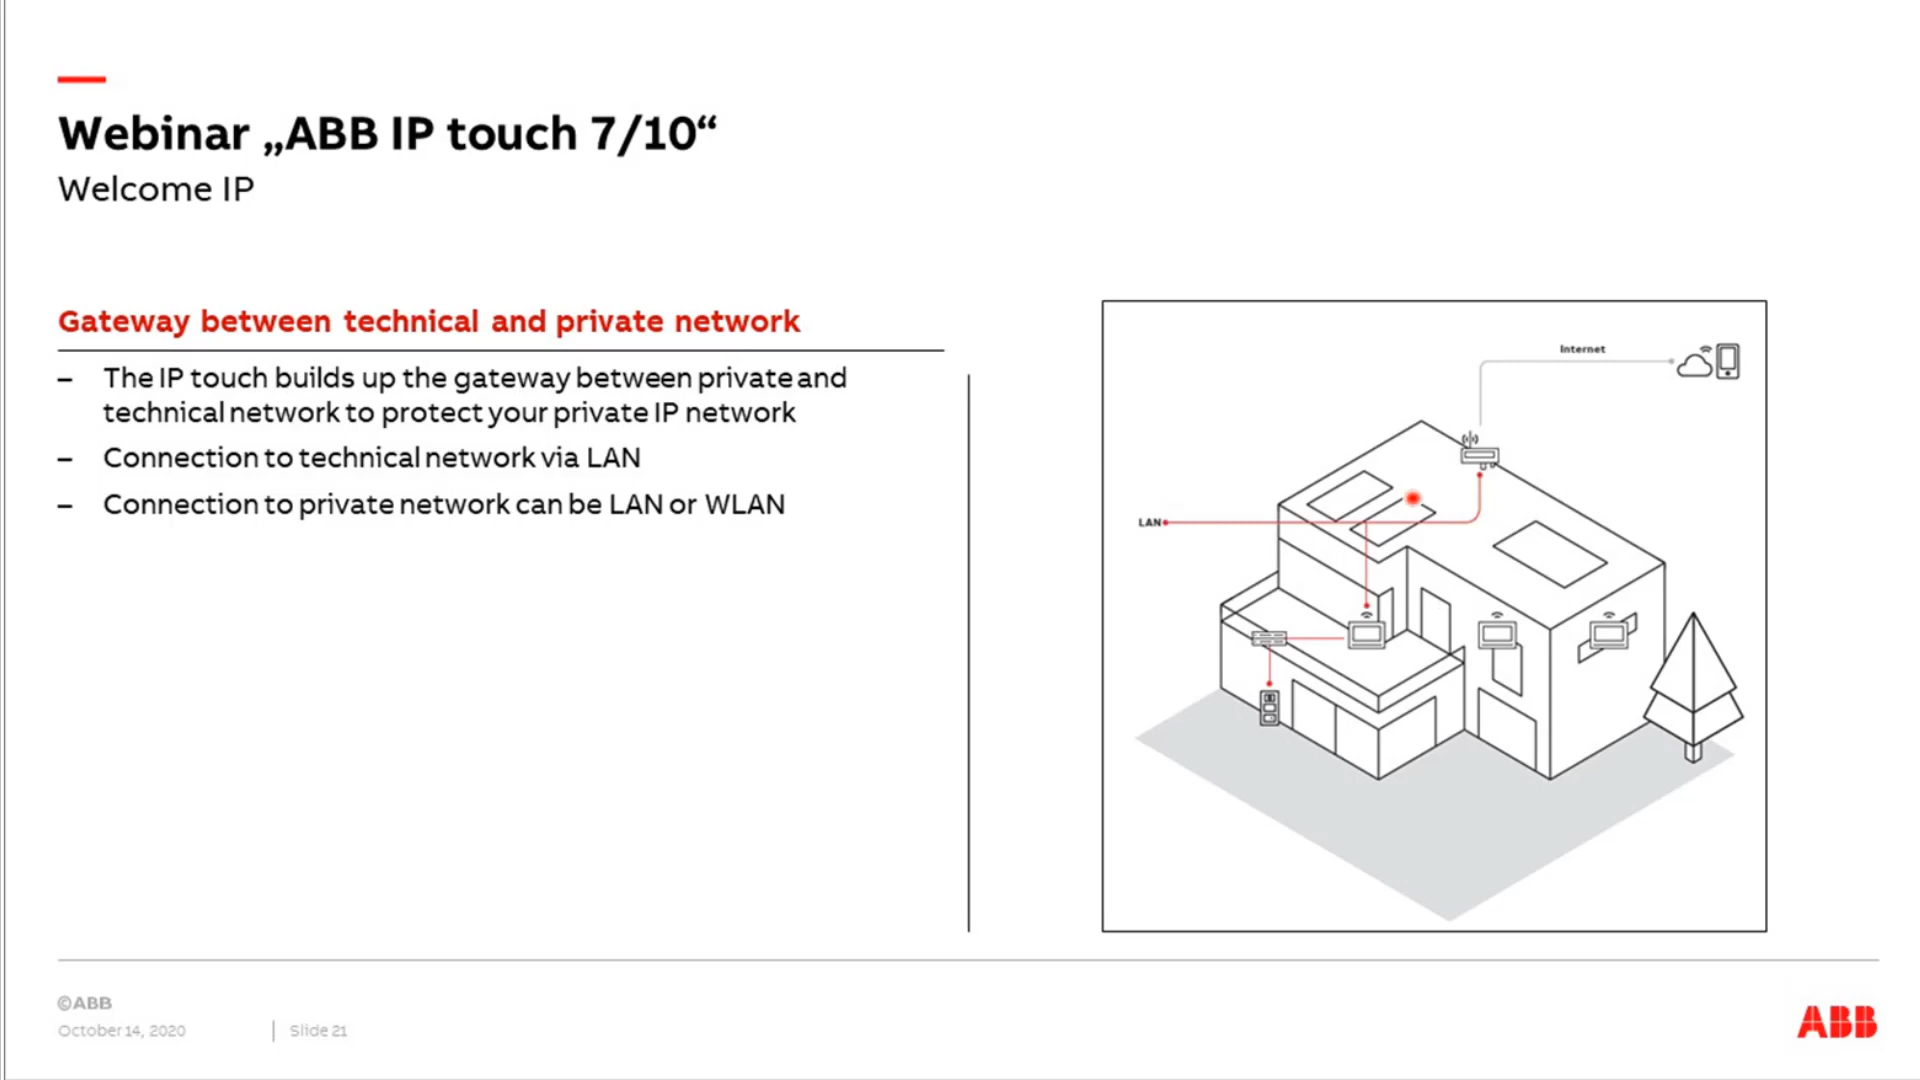 Webinar „ABB IP touch 7/10“
Welcome IP
Gateway between technical and private network
– The IP touch builds up the gateway between private and
technical network to protect your private IP network
– Connection to technical network via LAN
– Connection to private network can be LAN or WLAN
Internet
LAN
©ABB
October 14, 2020 | Slide 21
ABB